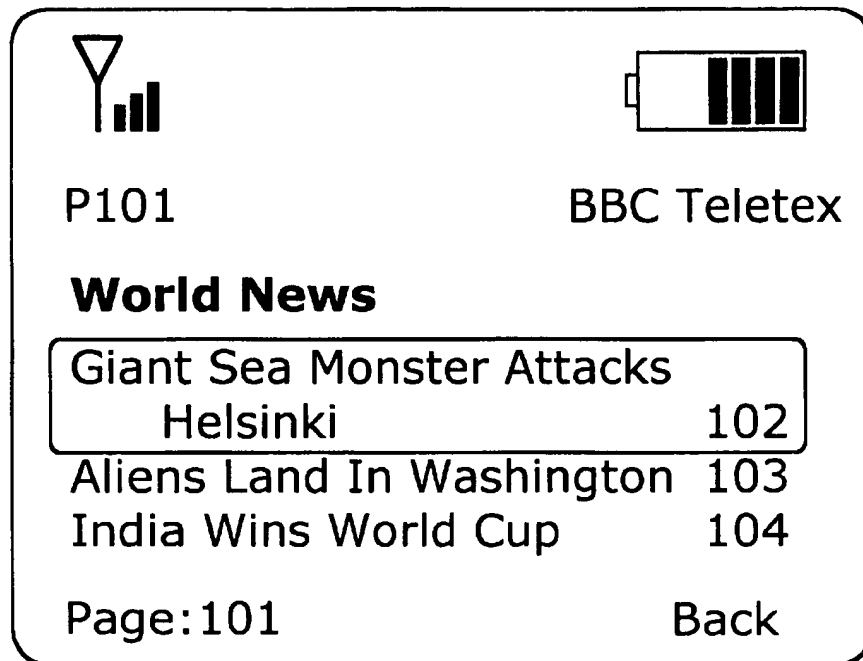 P101 BBC Teletex
World News
Giant Sea Monster Attacks
Helsinki 102
Aliens Land In Washington 103
India Wins World Cup 104
Page:101 Back